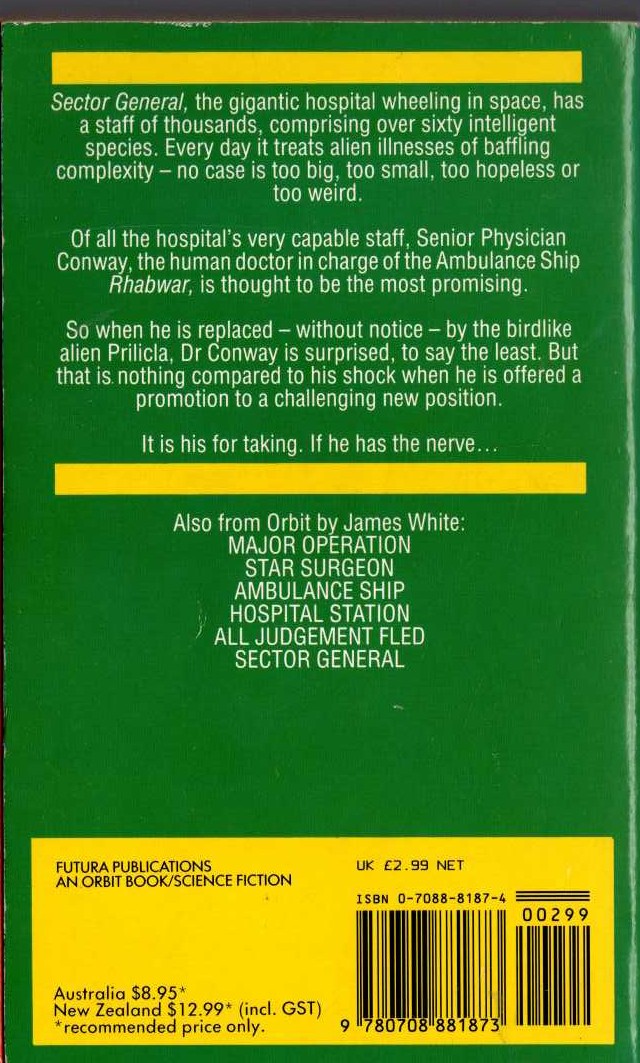 Sector General, the gigantic hospital wheeling in space, has
a staff of thousands, comprising over sixty intelligent
species. Every day it treats alien illnesses of baffling
complexity – no case is too big, too small, too hopeless or
too weird.
Of all the hospital's very capable staff, Senior Physician
Conway, the human doctor in charge of the Ambulance Ship
Rhabwar, is thought to be the most promising.
So when he is replaced – without notice – by the birdlike
alien Prilicla, Dr Conway is surprised, to say the least. But
that is nothing compared to his shock when he is offered a
promotion to a challenging new position.
It is his for taking. If he has the nerve...
Also from Orbit by James White:
MAJOR OPERATION
STAR SURGEON
AMBULANCE SHIP
HOSPITAL STATION
ALL JUDGEMENT FLED
SECTOR GENERAL
FUTURA PUBLICATIONS
AN ORBIT BOOK/SCIENCE FICTION
Australia $8.95*
New Zealand $12.99* (incl. GST)
*recommended price only.
UK £2.99 NET
ISBN 0-7088-8187-4
00299
9 780708 881873